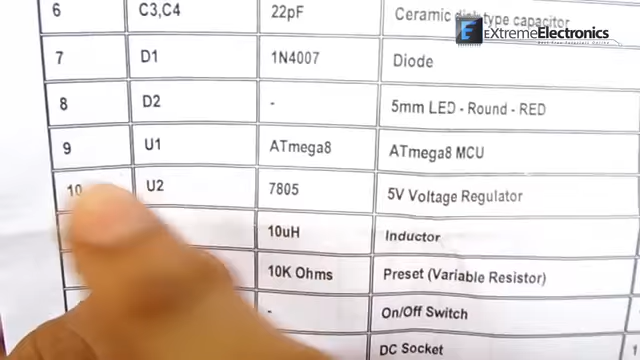 6 C3,C4 22pF Ceramic disk type capacitor
EXtremeElectronics
7 D1 1N4007 Diode
8 D2 - 5mm LED - Round - RED
9 U1 ATmega8 ATmega8 MCU
10 U2 7805 5V Voltage Regulator
10uH Inductor
10K Ohms Preset (Variable Resistor)
- On/Off Switch
DC Socket